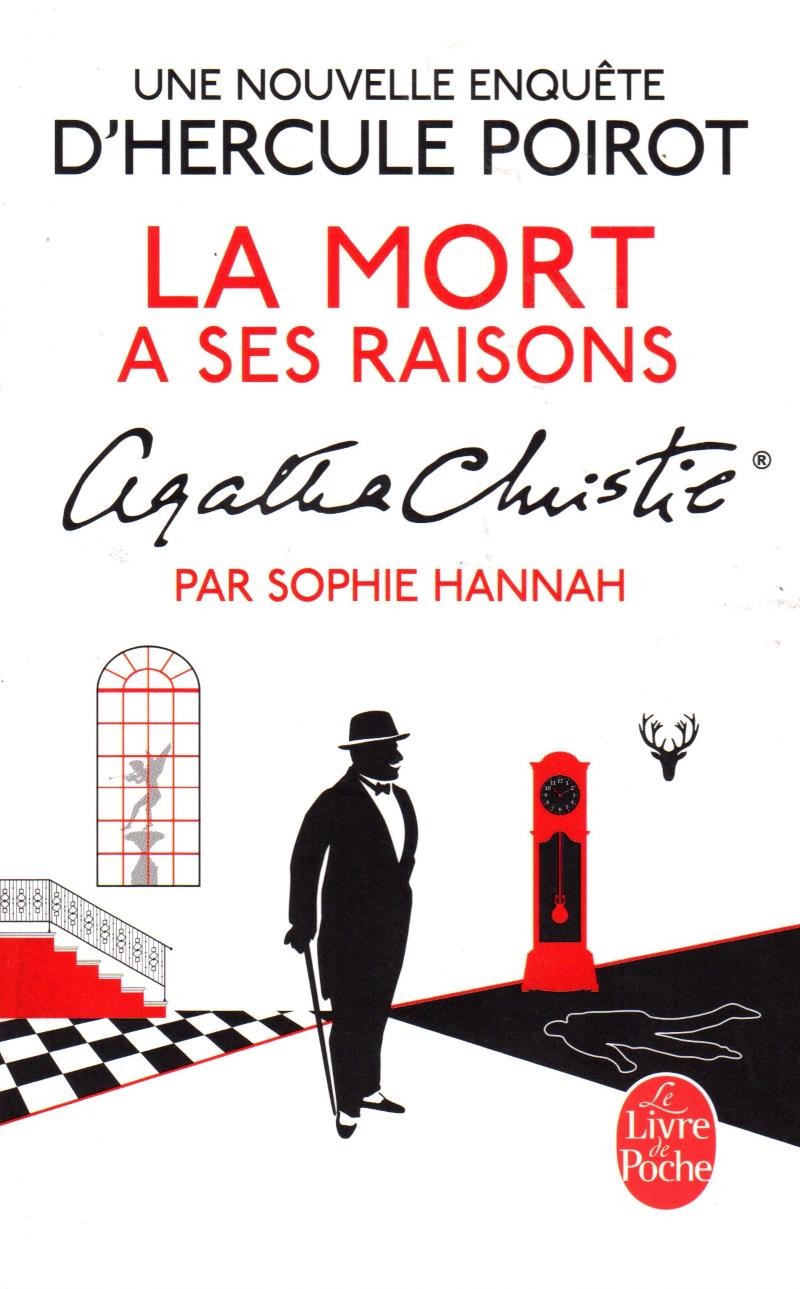 UNE NOUVELLE ENQUÊTE
D'HERCULE POIROT
LA MORT
A SES RAISONS
Agatha Christie®
PAR SOPHIE HANNAH
Le
Livre
de
Poche